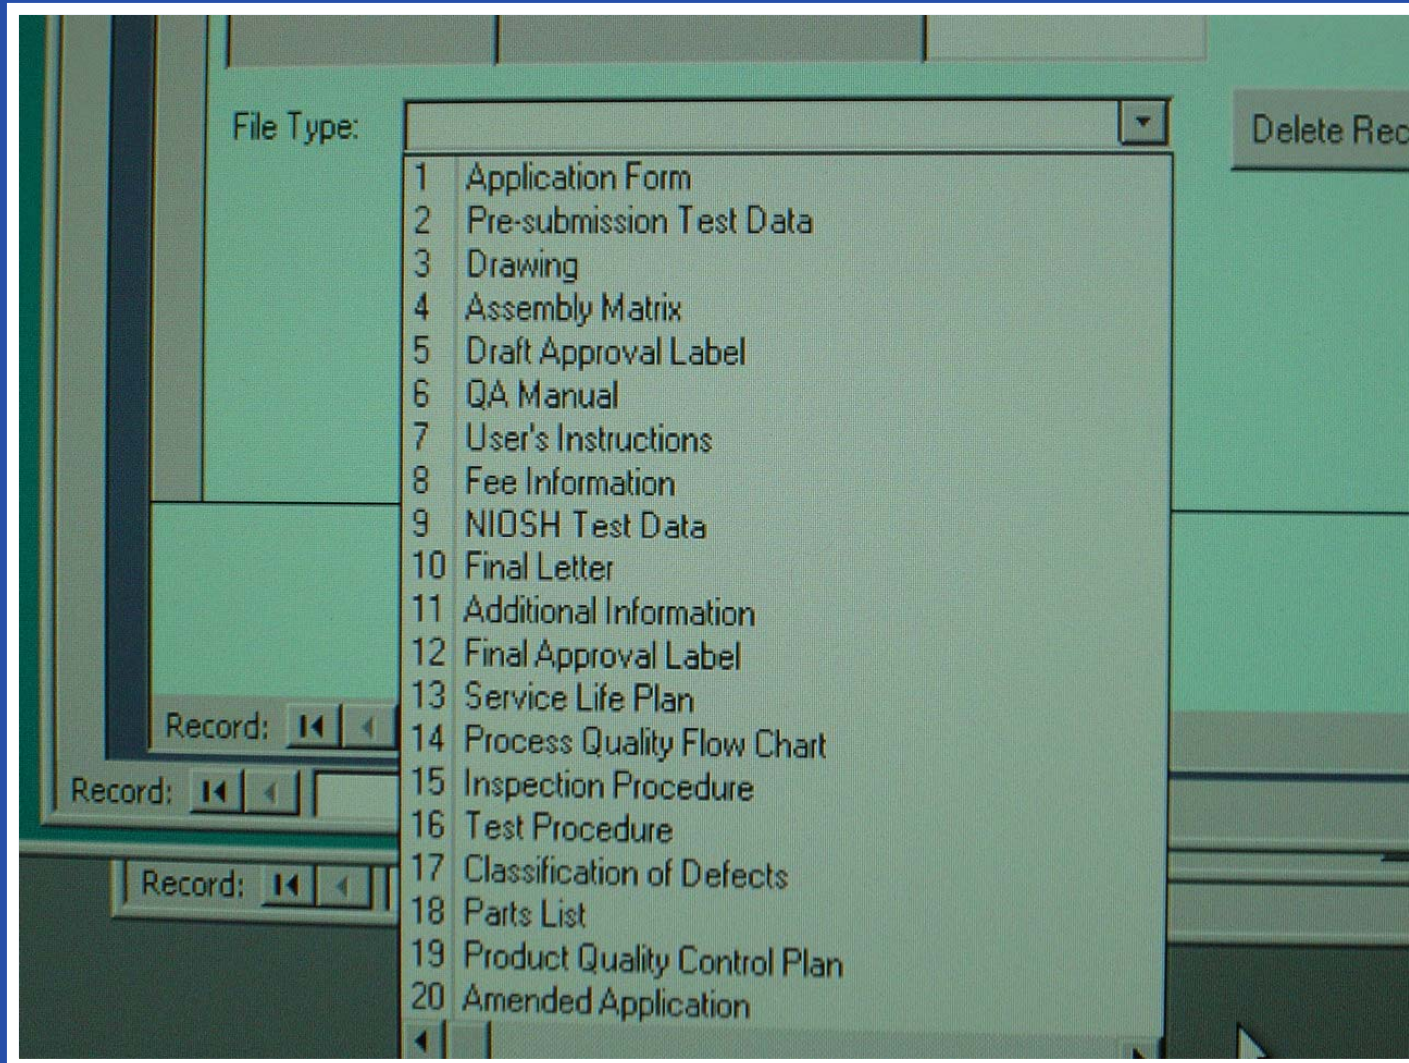 File Type:
Delete Rec
1 Application Form
2 Pre-submission Test Data
3 Drawing
4 Assembly Matrix
5 Draft Approval Label
6 QA Manual
7 User's Instructions
8 Fee Information
9 NIOSH Test Data
10 Final Letter
11 Additional Information
12 Final Approval Label
13 Service Life Plan
14 Process Quality Flow Chart
15 Inspection Procedure
16 Test Procedure
17 Classification of Defects
18 Parts List
19 Product Quality Control Plan
20 Amended Application
Record:
Record:
Record: